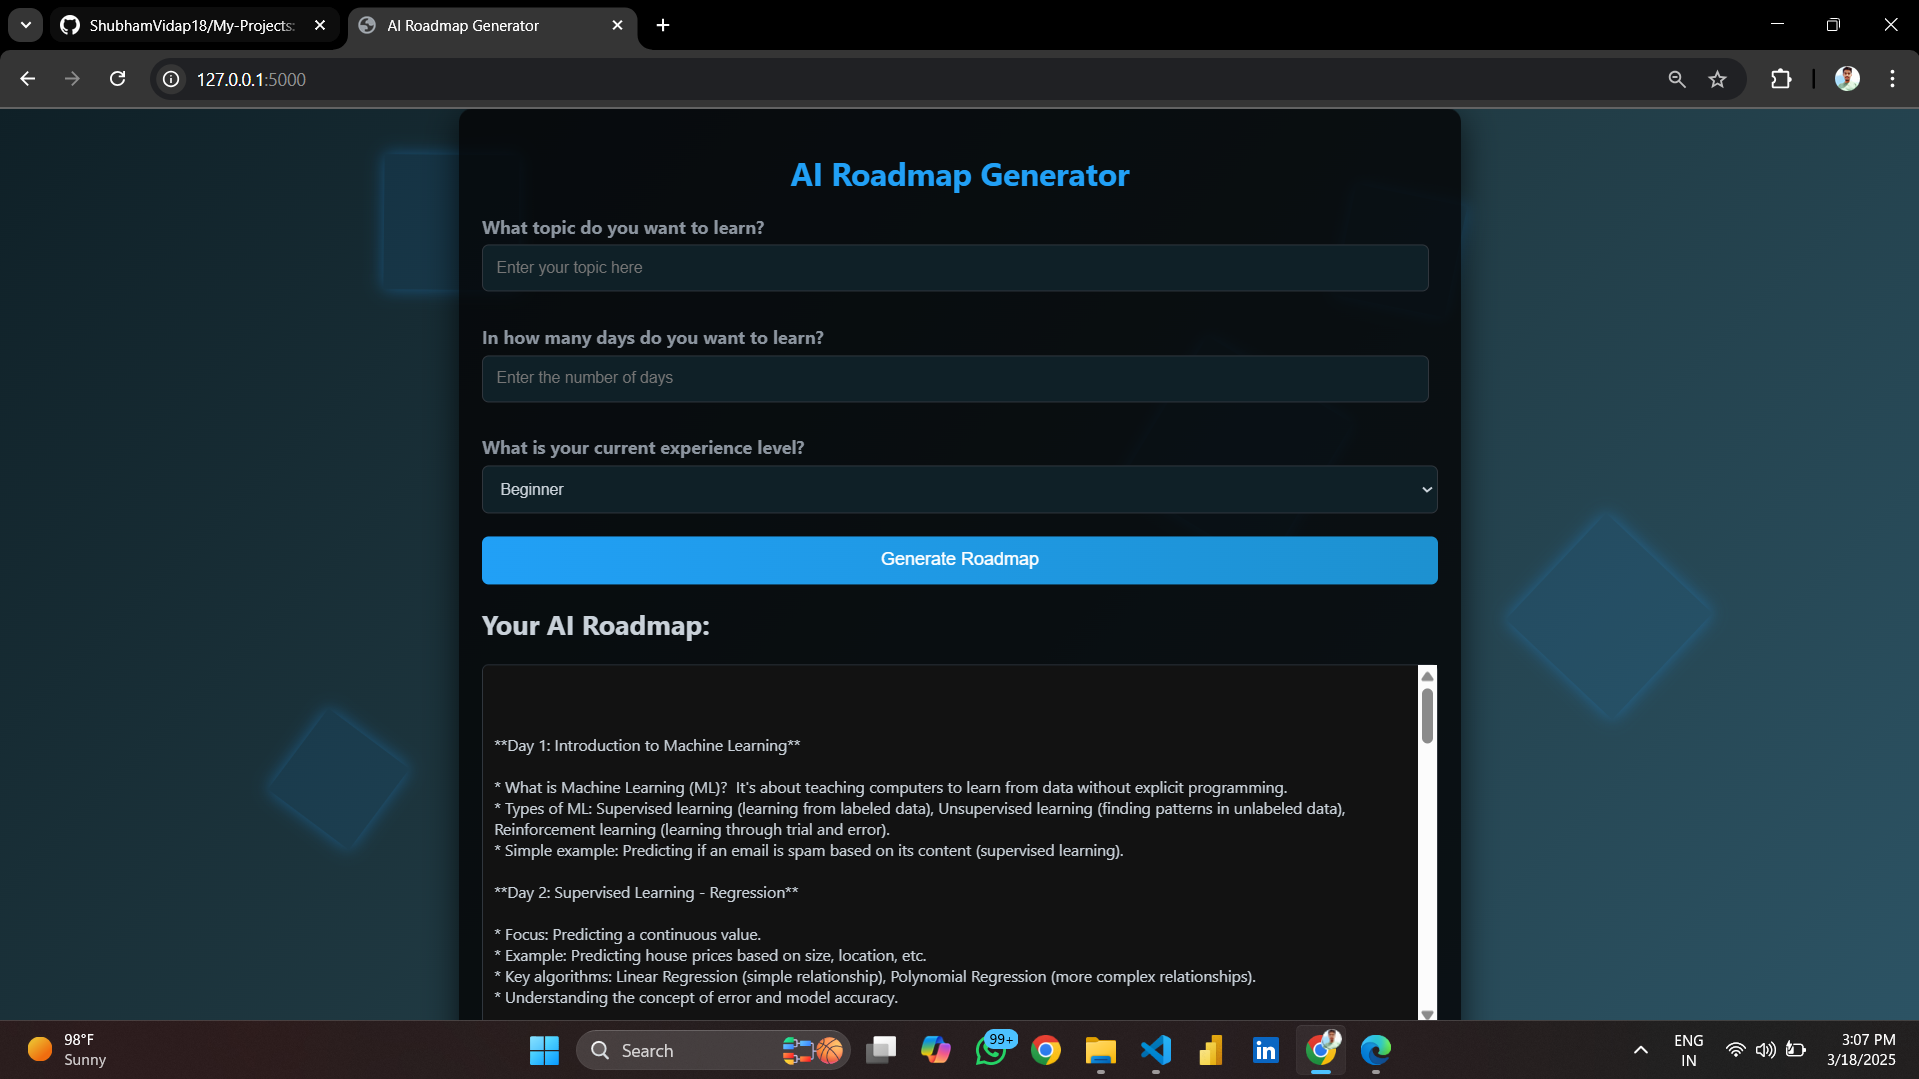 ShubhamVidap18/My-Projects:
AI Roadmap Generator
127.0.0.1:5000
AI Roadmap Generator
What topic do you want to learn?
Enter your topic here
In how many days do you want to learn?
Enter the number of days
What is your current experience level?
Beginner
Generate Roadmap
Your AI Roadmap:
**Day 1: Introduction to Machine Learning**
* What is Machine Learning (ML)?  It's about teaching computers to learn from data without explicit programming.
* Types of ML: Supervised learning (learning from labeled data), Unsupervised learning (finding patterns in unlabeled data),
Reinforcement learning (learning through trial and error).
* Simple example: Predicting if an email is spam based on its content (supervised learning).
**Day 2: Supervised Learning - Regression**
* Focus: Predicting a continuous value.
* Example: Predicting house prices based on size, location, etc.
* Key algorithms: Linear Regression (simple relationship), Polynomial Regression (more complex relationships).
* Understanding the concept of error and model accuracy.
98°F
Sunny
Search
99+
in
ENG
IN
3:07 PM
3/18/2025